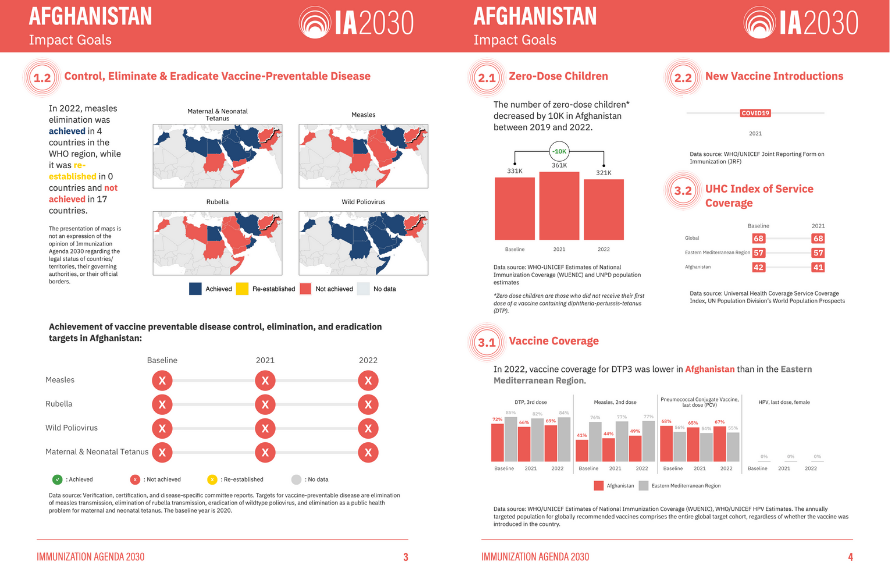 AFGHANISTAN
Impact Goals
IA2030
1.2
Control, Eliminate & Eradicate Vaccine-Preventable Disease
In 2022, measles
elimination was
achieved in 4
countries in the
WHO region, while
it was re-
established in 0
countries and not
achieved in 17
countries.
The presentation of maps is
not an expression of the
opinion of Immunization
Agenda 2030 regarding the
legal status of countries/
territories, their governing
authorities, or their official
borders.
Maternal & Neonatal
Tetanus
Measles
Rubella
Wild Poliovirus
Achieved
Re-established
Not achieved
No data
Achievement of vaccine preventable disease control, elimination, and eradication
targets in Afghanistan:
Baseline
2021
2022
Measles
X
X
X
Rubella
X
X
X
Wild Poliovirus
X
X
X
Maternal & Neonatal Tetanus
X
X
X
: Achieved
: Not achieved
: Re-established
: No data
Data source: Verification, certification, and disease-specific committee reports. Targets for vaccine-preventable disease are elimination
of measles transmission, elimination of rubella transmission, eradication of wildtype poliovirus, and elimination as a public health
problem for maternal and neonatal tetanus. The baseline year is 2020.
IMMUNIZATION AGENDA 2030
3
AFGHANISTAN
Impact Goals
IA2030
2.1
Zero-Dose Children
The number of zero-dose children*
decreased by 10K in Afghanistan
between 2019 and 2022.
-10K
331K
361K
321K
Baseline
2021
2022
Data source: WHO-UNICEF Estimates of National
Immunization Coverage (WUENIC) and UNPD population
estimates
*Zero dose children are those who did not receive their first
dose of a vaccine containing diphtheria-pertussis-tetanus
(DTP).
2.2
New Vaccine Introductions
COVID19
2021
Data source: WHO/UNICEF Joint Reporting Form on
Immunization (JRF)
3.2
UHC Index of Service
Coverage
Baseline
2021
Global
68
68
Eastern Mediterranean Region
57
57
Afghanistan
42
41
Data source: Universal Health Coverage Service Coverage
Index, UN Population Division's World Population Prospects
3.1
Vaccine Coverage
In 2022, vaccine coverage for DTP3 was lower in Afghanistan than in the Eastern
Mediterranean Region.
DTP, 3rd dose
72%
66%
82%
69%
84%
Baseline
2021
2022
Measles, 2nd dose
41%
76%
44%
77%
49%
77%
Baseline
2021
2022
Pneumococcal Conjugate Vaccine,
last dose (PCV)
65%
67%
Baseline
2021
2022
HPV, last dose, female
0%
0%
0%
Baseline
2021
2022
Afghanistan
Eastern Mediterranean Region
Data source: WHO/UNICEF Estimates of National Immunization Coverage (WUENIC), WHO/UNICEF HPV Estimates. The annually
targeted population for globally recommended vaccines comprises the entire global target cohort, regardless of whether the vaccine was
introduced in the country.
IMMUNIZATION AGENDA 2030
4